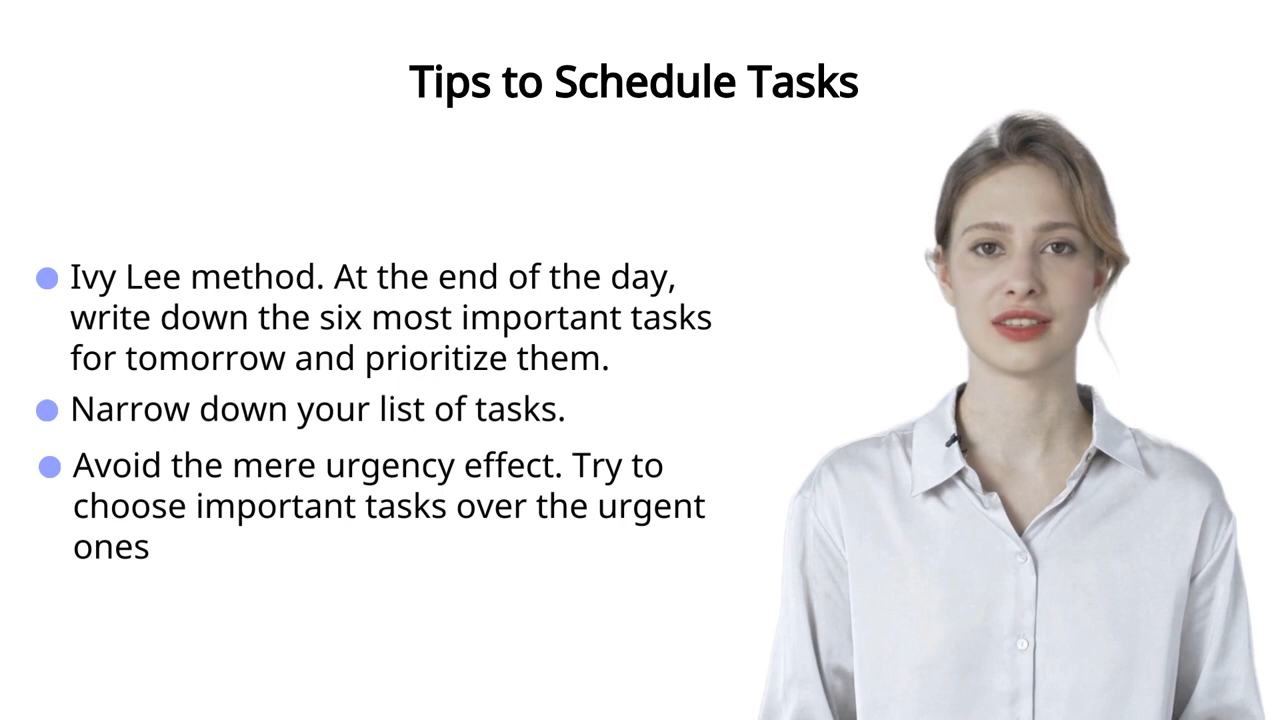 Tips to Schedule Tasks
Ivy Lee method. At the end of the day,
write down the six most important tasks
for tomorrow and prioritize them.
Narrow down your list of tasks.
Avoid the mere urgency effect. Try to
choose important tasks over the urgent
ones